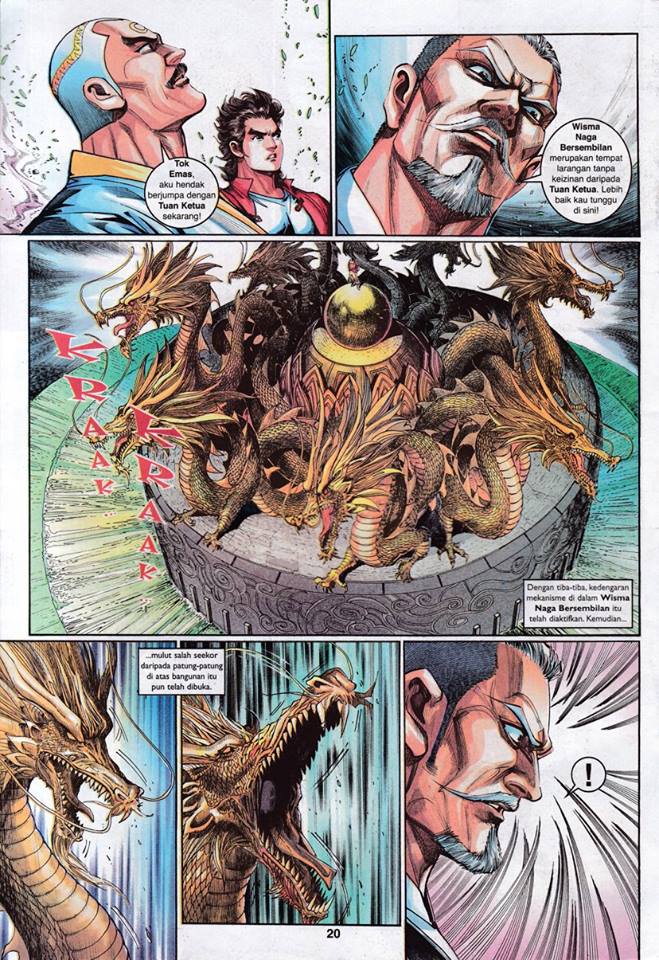 Tok
Emas,
aku hendak
berjumpa dengan
Tuan Ketua
sekarang!
Wisma
Naga
Bersembilan
merupakan tempat
larangan tanpa
keizinan daripada
Tuan Ketua. Lebih
baik kau tunggu
di sini!
KRAAK...
KRAAK...
Dengan tiba-tiba, kedengaran
mekanisme di dalam Wisma
Naga Bersembilan itu
telah diaktifkan. Kemudian...
...mulut salah seekor
daripada patung-patung
di atas bangunan itu
pun telah dibuka.
!
20